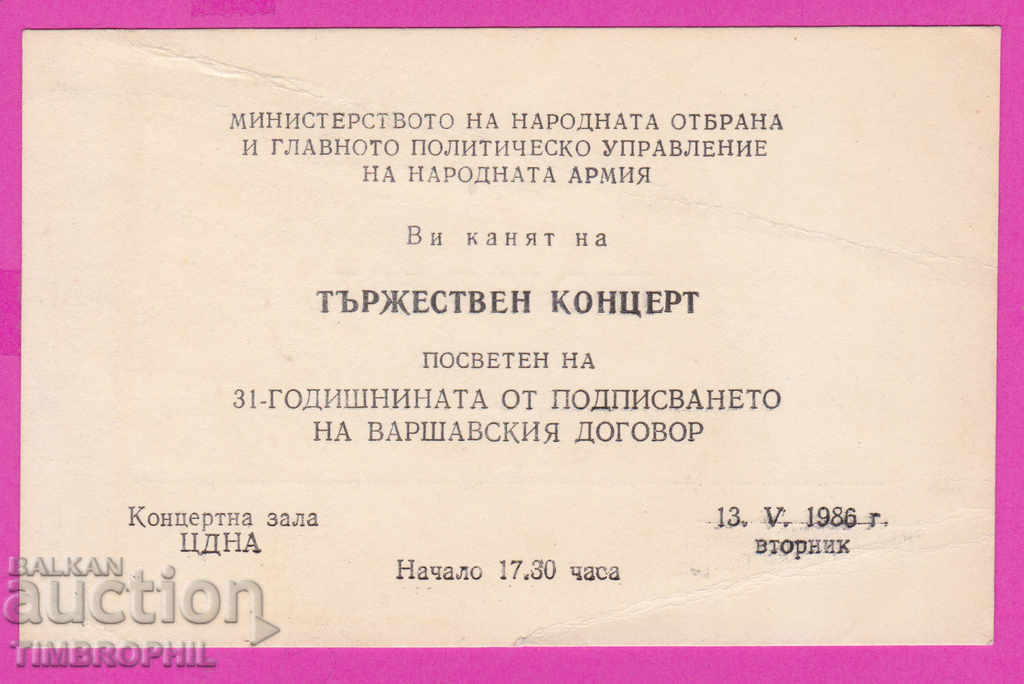 МИНИСТЕРСТВОТО НА НАРОДНАТА ОТБРАНА
И ГЛАВНОТО ПОЛИТИЧЕСКО УПРАВЛЕНИЕ
НА НАРОДНАТА АРМИЯ
Ви канят на
ТЪРЖЕСТВЕН КОНЦЕРТ
ПОСВЕТЕН НА
31-ГОДИШНИНАТА ОТ ПОДПИСВАНЕТО
НА ВАРШАВСКИЯ ДОГОВОР
Концертна зала
ЦДНА
13. V. 1986 г.
вторник
Начало 17.30 часа
BALKAN
auction
TIMBROPHIL